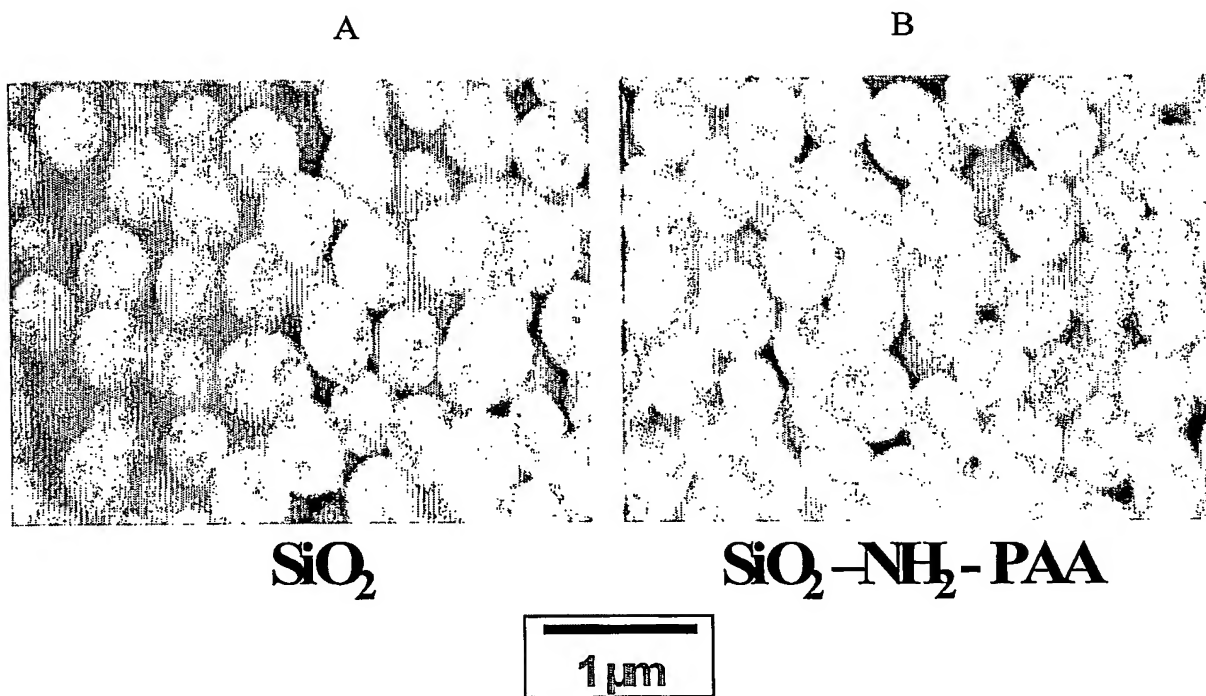 A
B
SiO₂
SiO₂–NH₂- PAA
1 µm